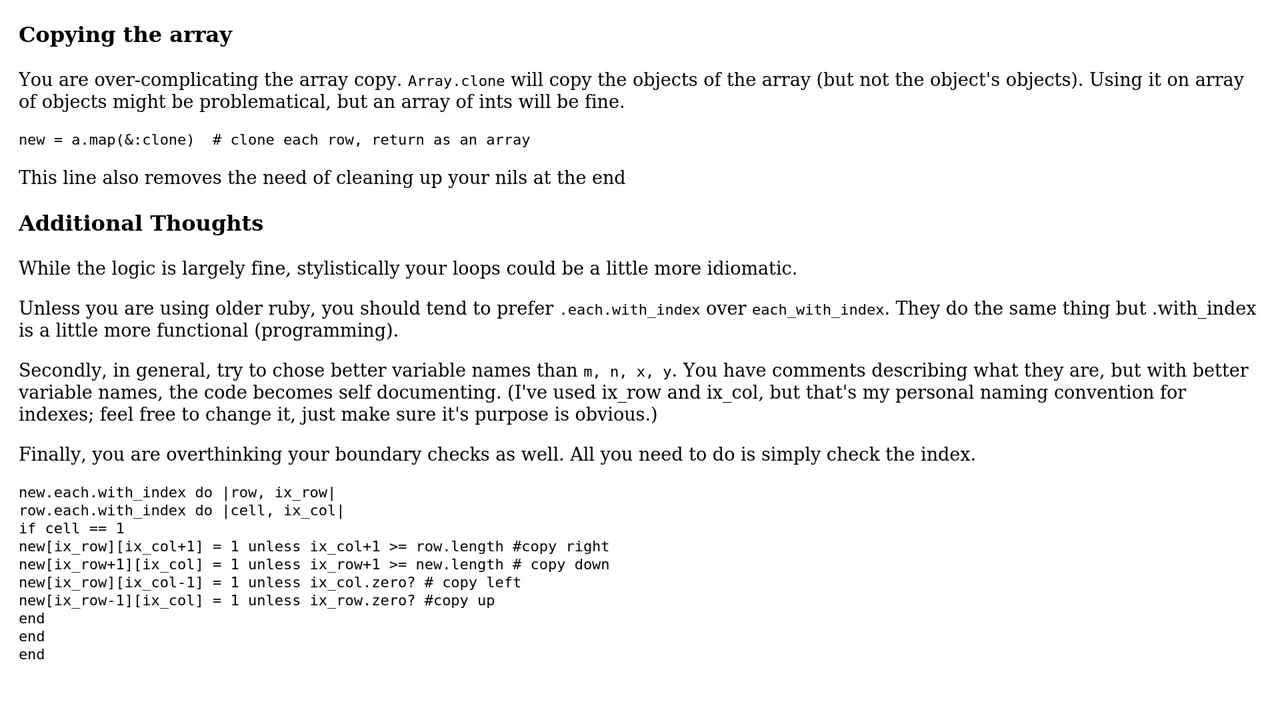 Copying the array
You are over-complicating the array copy. Array.clone will copy the objects of the array (but not the object's objects). Using it on array
of objects might be problematical, but an array of ints will be fine.
new = a.map(&:clone)  # clone each row, return as an array
This line also removes the need of cleaning up your nils at the end
Additional Thoughts
While the logic is largely fine, stylistically your loops could be a little more idiomatic.
Unless you are using older ruby, you should tend to prefer .each.with_index over each_with_index. They do the same thing but .with_index
is a little more functional (programming).
Secondly, in general, try to chose better variable names than m, n, x, y. You have comments describing what they are, but with better
variable names, the code becomes self documenting. (I've used ix_row and ix_col, but that's my personal naming convention for
indexes; feel free to change it, just make sure it's purpose is obvious.)
Finally, you are overthinking your boundary checks as well. All you need to do is simply check the index.
new.each.with_index do |row, ix_row|
row.each.with_index do |cell, ix_col|
if cell == 1
new[ix_row][ix_col+1] = 1 unless ix_col+1 >= row.length #copy right
new[ix_row+1][ix_col] = 1 unless ix_row+1 >= new.length # copy down
new[ix_row][ix_col-1] = 1 unless ix_col.zero? # copy left
new[ix_row-1][ix_col] = 1 unless ix_row.zero? #copy up
end
end
end